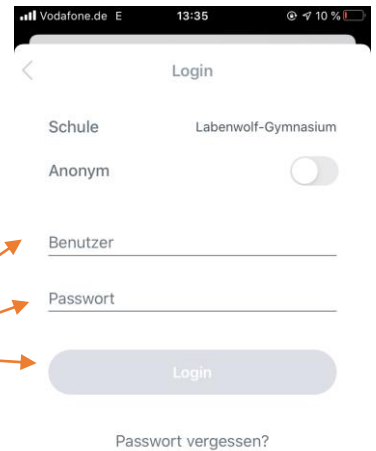 Vodafone.de E 13:35 10 %
Login
Schule Labenwolf-Gymnasium
Anonym
Benutzer
Passwort
Login
Passwort vergessen?